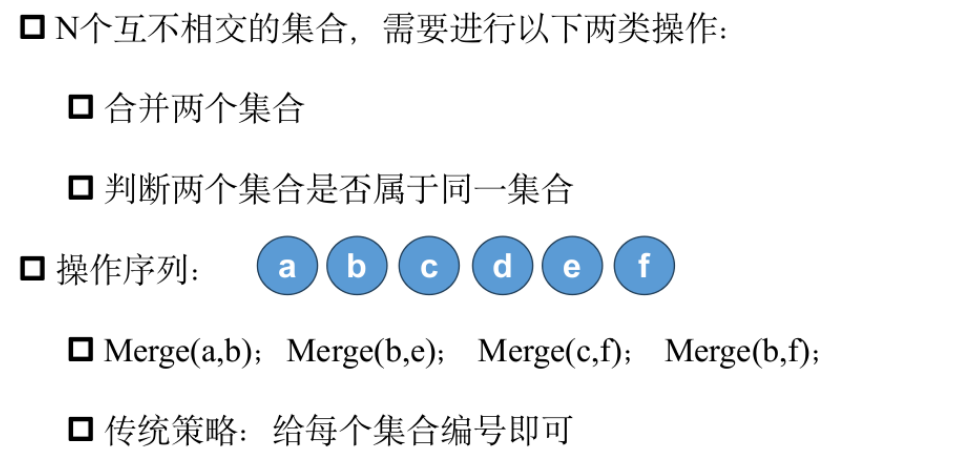 N个互不相交的集合，需要进行以下两类操作：
合并两个集合
判断两个集合是否属于同一集合
操作序列： a b c d e f
Merge(a,b)； Merge(b,e)； Merge(c,f)； Merge(b,f)；
传统策略：给每个集合编号即可